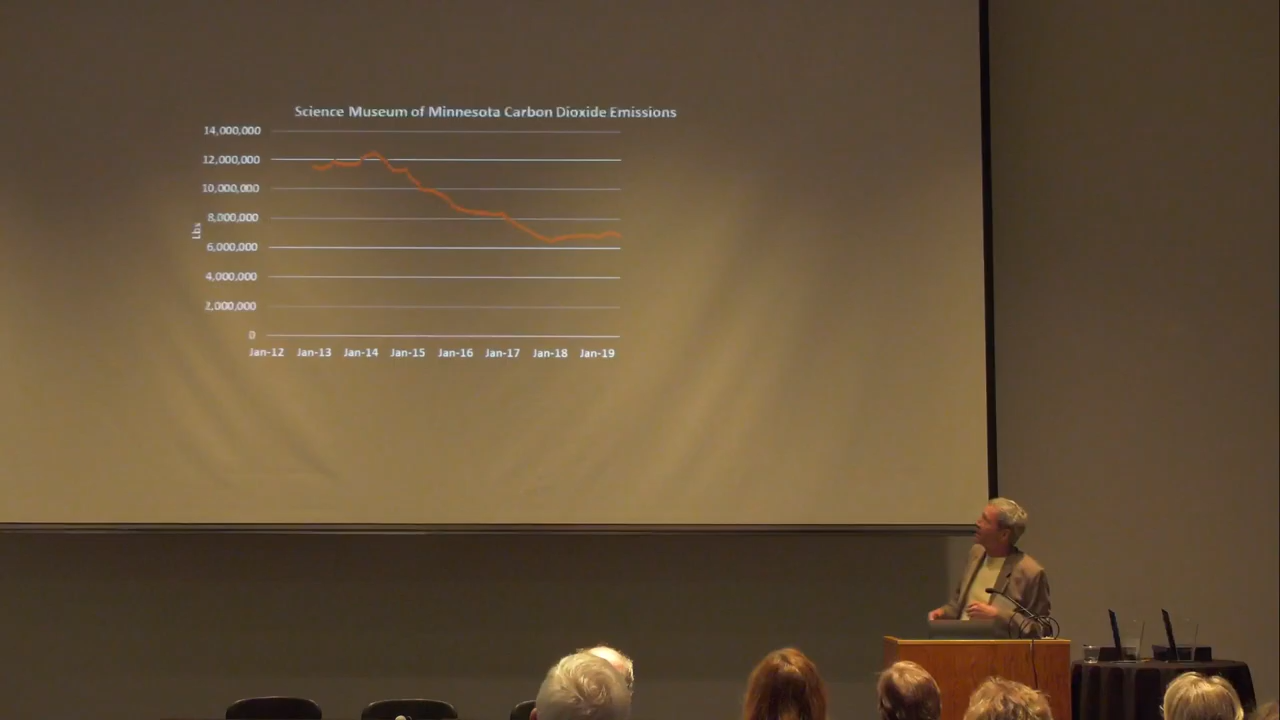 Science Museum of Minnesota Carbon Dioxide Emissions
14,000,000
12,000,000
10,000,000
8,000,000
6,000,000
4,000,000
2,000,000
0
Lbs
Jan-12 Jan-13 Jan-14 Jan-15 Jan-16 Jan-17 Jan-18 Jan-19